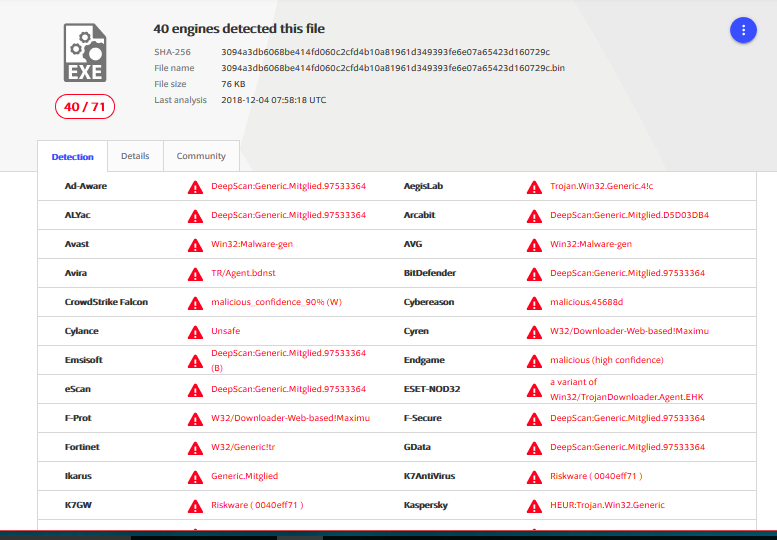 40 engines detected this file
SHA-256 3094a3db6068be414fd060c2cfd4b10a81961d349393fe6e07a65423d160729c
File name 3094a3db6068be414fd060c2cfd4b10a81961d349393fe6e07a65423d160729c.bin
File size 76 KB
Last analysis 2018-12-04 07:58:18 UTC
EXE
40 / 71
Detection Details Community
Ad-Aware DeepScan:Generic.Mitglied.97533364 AegisLab Trojan.Win32.Generic.4!c
ALYac DeepScan:Generic.Mitglied.97533364 Arcabit DeepScan:Generic.Mitglied.D5D03DB4
Avast Win32:Malware-gen AVG Win32:Malware-gen
Avira TR/Agent.bdnst BitDefender DeepScan:Generic.Mitglied.97533364
CrowdStrike Falcon malicious_confidence_90% (W) Cybereason malicious.45688d
Cylance Unsafe Cyren W32/Downloader-Web-based!Maximu
Emsisoft DeepScan:Generic.Mitglied.97533364 (B) Endgame malicious (high confidence)
eScan DeepScan:Generic.Mitglied.97533364 ESET-NOD32 a variant of Win32/TrojanDownloader.Agent.EHK
F-Prot W32/Downloader-Web-based!Maximu F-Secure DeepScan:Generic.Mitglied.97533364
Fortinet W32/Generic!tr GData DeepScan:Generic.Mitglied.97533364
Ikarus Generic.Mitglied K7AntiVirus Riskware ( 0040eff71 )
K7GW Riskware ( 0040eff71 ) Kaspersky HEUR:Trojan.Win32.Generic